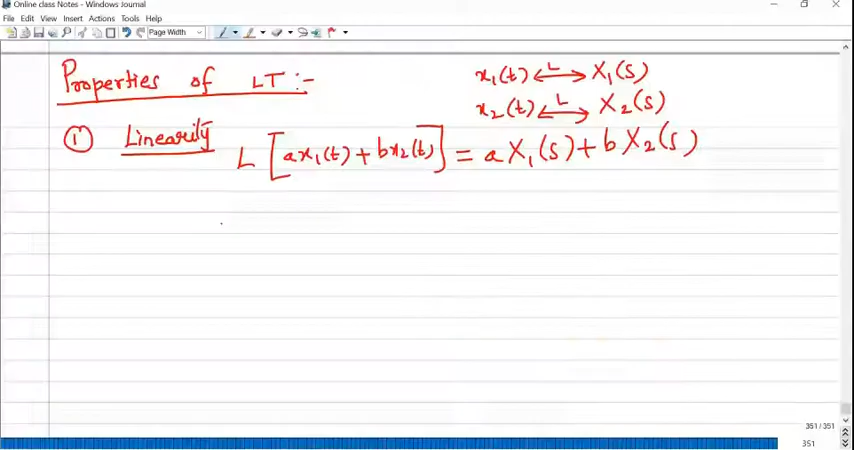 Online class Notes - Windows Journal
File Edit View Insert Actions Tools Help
Page Width
Properties of LT :-
x₁(t) ⟷ᴸ X₁(s)
x₂(t) ⟷ᴸ X₂(s)
① Linearity L [ax₁(t) + bx₂(t)] = a X₁(s) + b X₂(s)
351 / 351
351